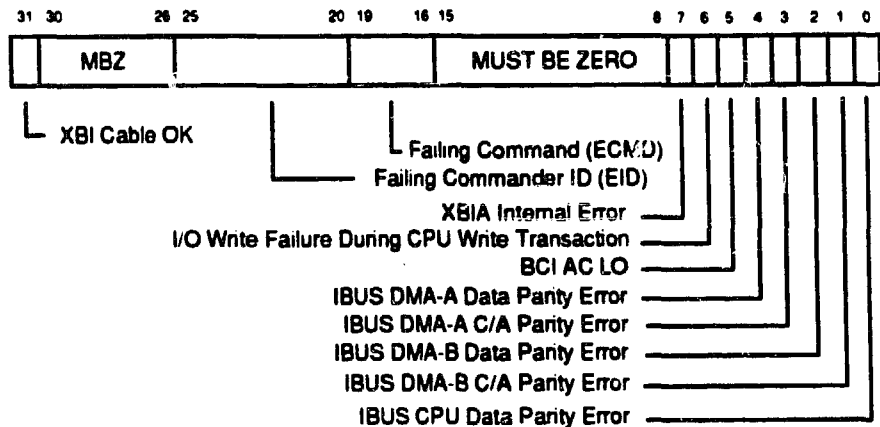 31 30 26 25 20 19 16 15 8 7 6 5 4 3 2 1 0
MBZ MUST BE ZERO
XBI Cable OK
Failing Command (ECMD)
Failing Commander ID (EID)
XBIA Internal Error
I/O Write Failure During CPU Write Transaction
BCI AC LO
IBUS DMA-A Data Parity Error
IBUS DMA-A C/A Parity Error
IBUS DMA-B Data Parity Error
IBUS DMA-B C/A Parity Error
IBUS CPU Data Parity Error